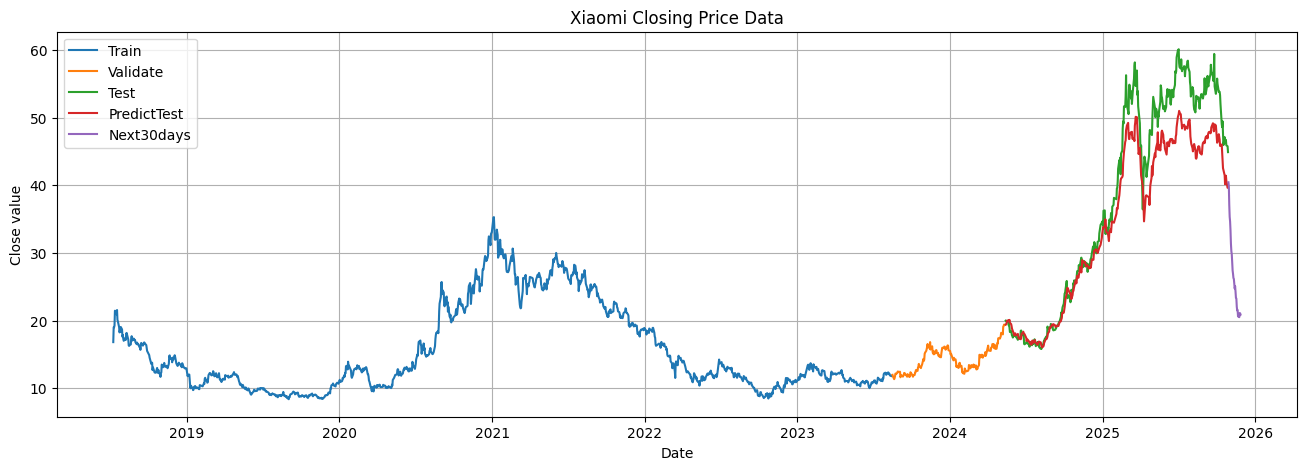 Xiaomi Closing Price Data
Close value
60
50
40
30
20
10
Train
Validate
Test
PredictTest
Next30days
2019
2020
2021
2022
2023
2024
2025
2026
Date